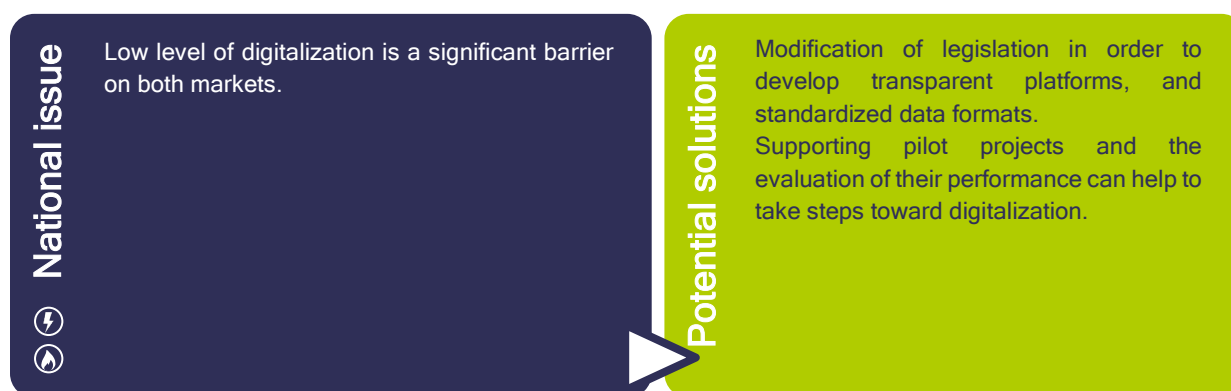 National issue
Low level of digitalization is a significant barrier
on both markets.
Potential solutions
Modification of legislation in order to
develop transparent platforms, and
standardized data formats.
Supporting pilot projects and the
evaluation of their performance can help to
take steps toward digitalization.